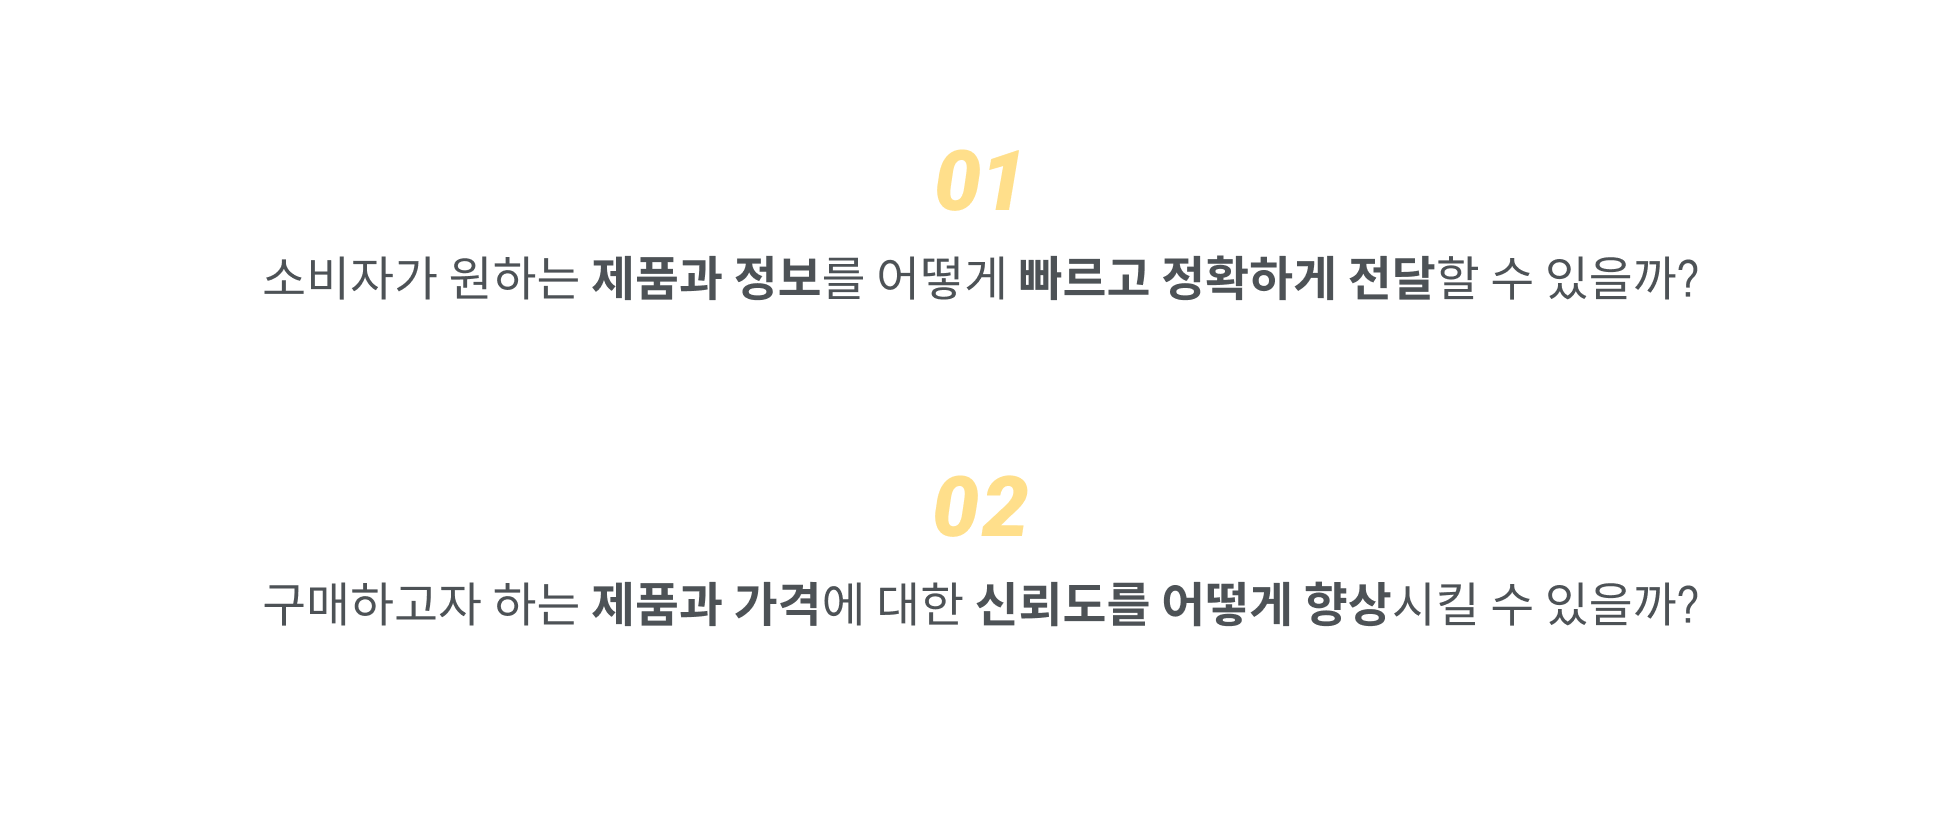 01
소비자가 원하는 제품과 정보를 어떻게 빠르고 정확하게 전달할 수 있을까?
02
구매하고자 하는 제품과 가격에 대한 신뢰도를 어떻게 향상시킬 수 있을까?